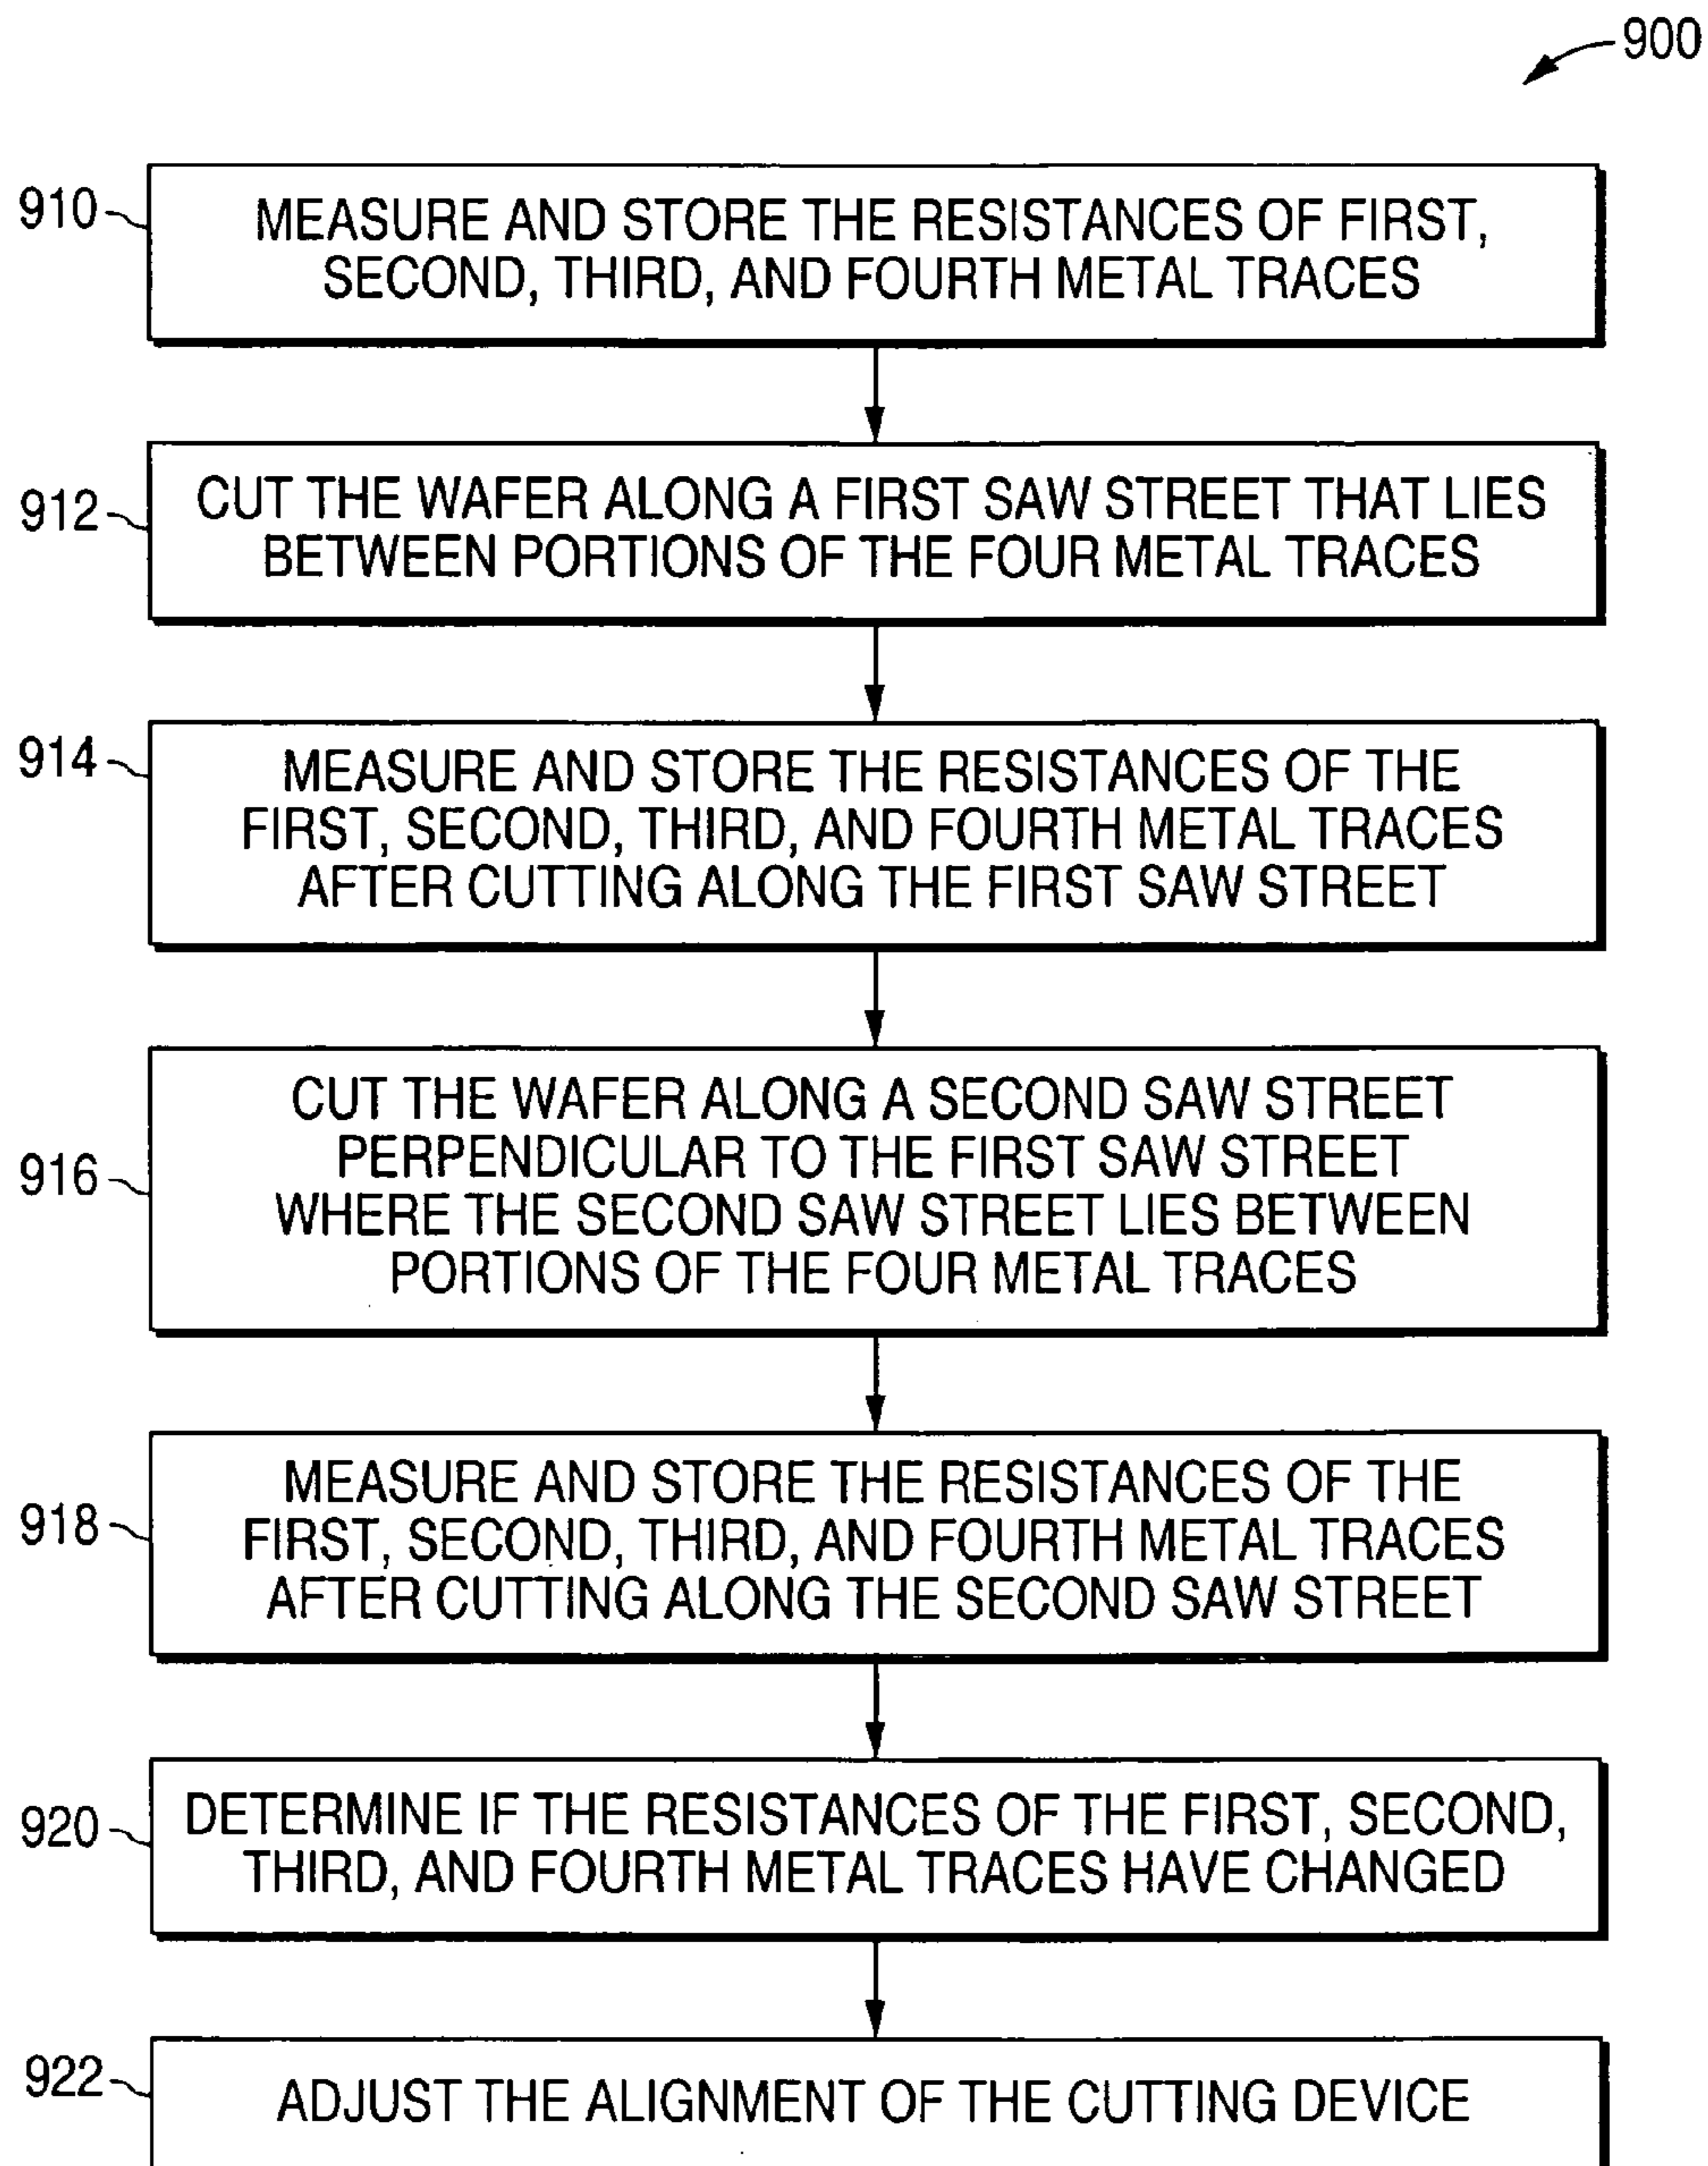 900
910
MEASURE AND STORE THE RESISTANCES OF FIRST,
SECOND, THIRD, AND FOURTH METAL TRACES
912
CUT THE WAFER ALONG A FIRST SAW STREET THAT LIES
BETWEEN PORTIONS OF THE FOUR METAL TRACES
914
MEASURE AND STORE THE RESISTANCES OF THE
FIRST, SECOND, THIRD, AND FOURTH METAL TRACES
AFTER CUTTING ALONG THE FIRST SAW STREET
916
CUT THE WAFER ALONG A SECOND SAW STREET
PERPENDICULAR TO THE FIRST SAW STREET
WHERE THE SECOND SAW STREET LIES BETWEEN
PORTIONS OF THE FOUR METAL TRACES
918
MEASURE AND STORE THE RESISTANCES OF THE
FIRST, SECOND, THIRD, AND FOURTH METAL TRACES
AFTER CUTTING ALONG THE SECOND SAW STREET
920
DETERMINE IF THE RESISTANCES OF THE FIRST, SECOND,
THIRD, AND FOURTH METAL TRACES HAVE CHANGED
922
ADJUST THE ALIGNMENT OF THE CUTTING DEVICE